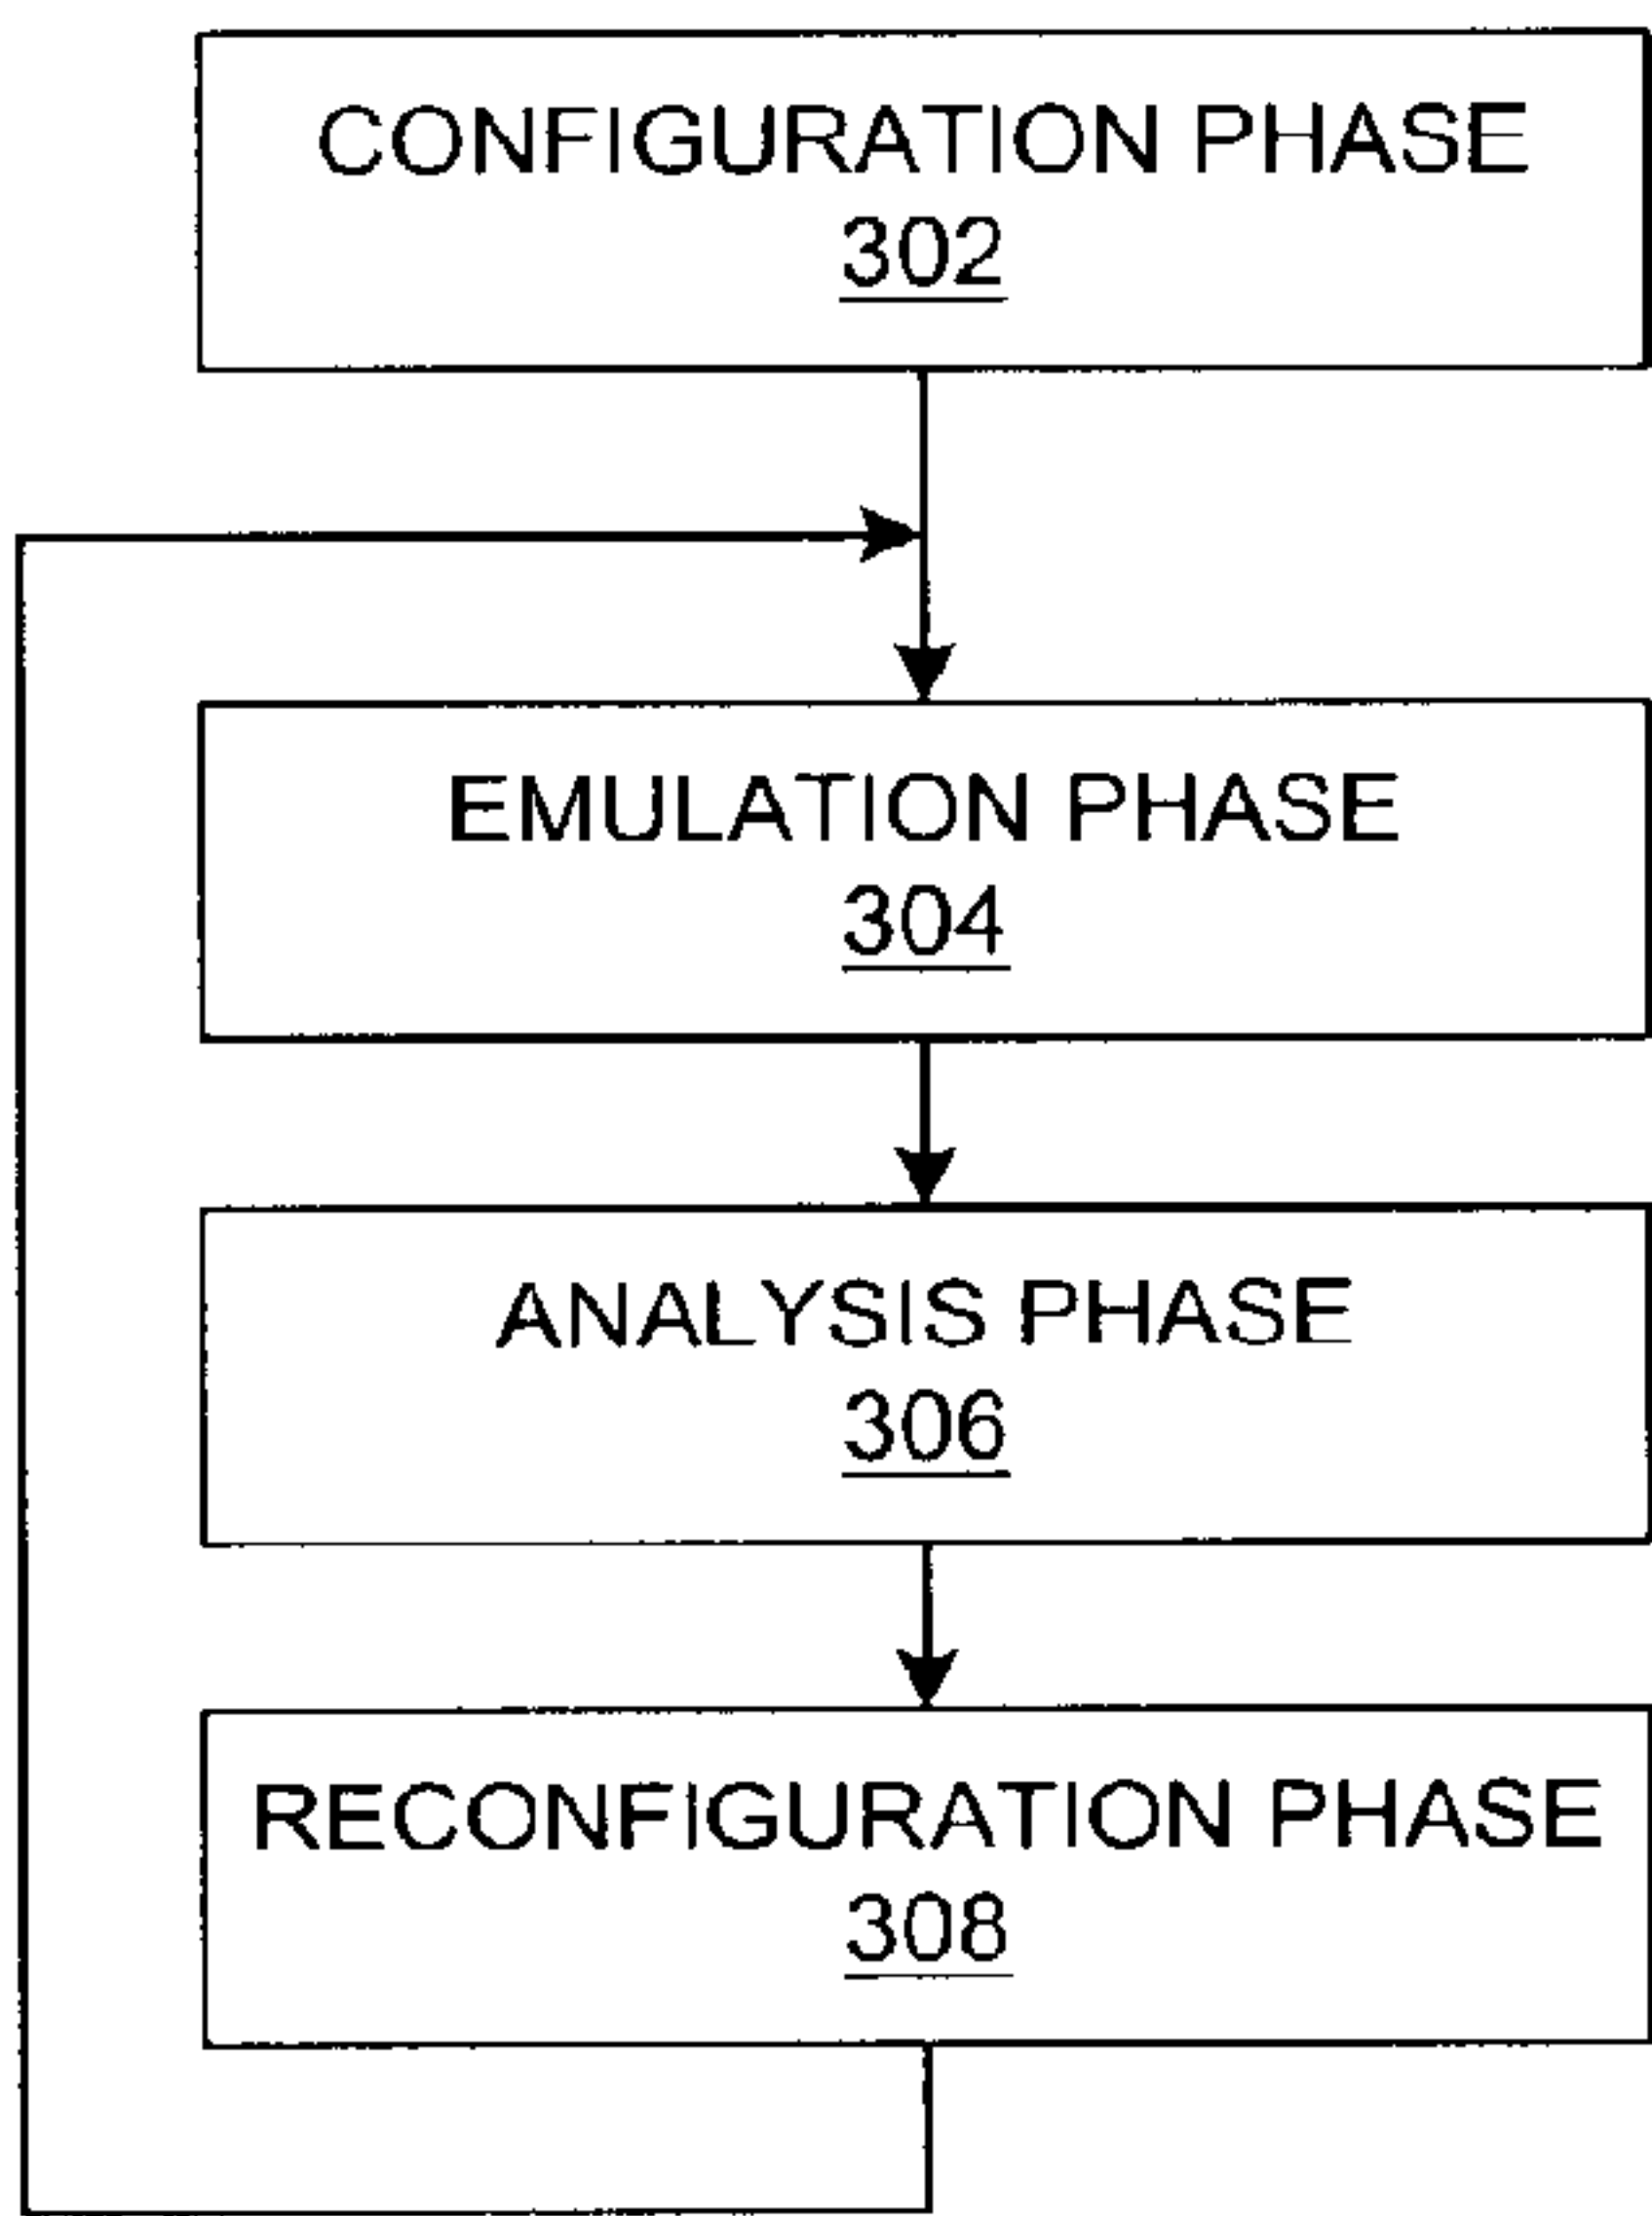 CONFIGURATION PHASE
302
EMULATION PHASE
304
ANALYSIS PHASE
306
RECONFIGURATION PHASE
308